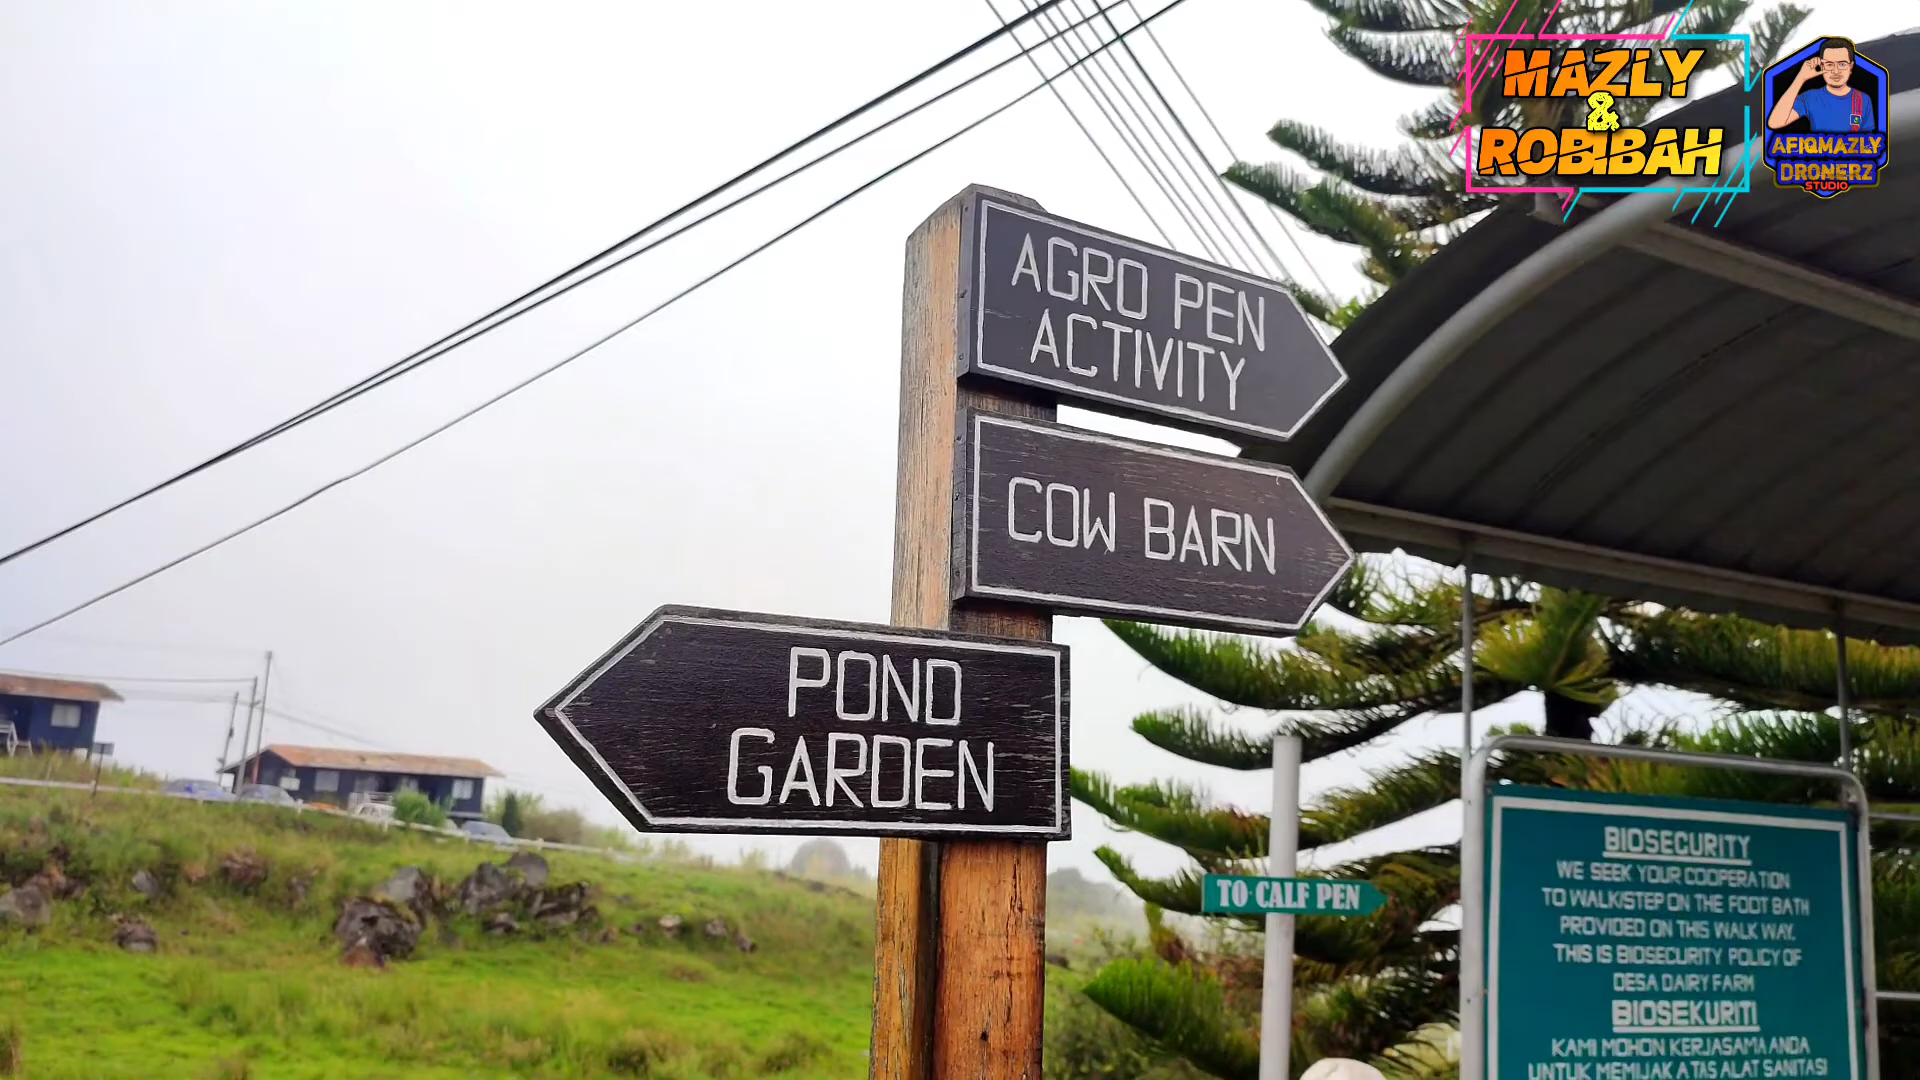 MAZLY
&
ROBIBAH
AFIQMAZLY
DRONERZ
STUDIO
AGRO PEN
ACTIVITY
COW BARN
POND
GARDEN
TO CALF PEN
BIOSECURITY
WE SEEK YOUR COOPERATION
TO WALK/STEP ON THE FOOT BATH
PROVIDED ON THIS WALK WAY.
THIS IS BIOSECURITY POLICY OF
DESA DAIRY FARM
BIOSEKURITI
KAMI MOHON KERJASAMA ANDA
UNTUK MEMIJAK ATAS ALAT SANITASI